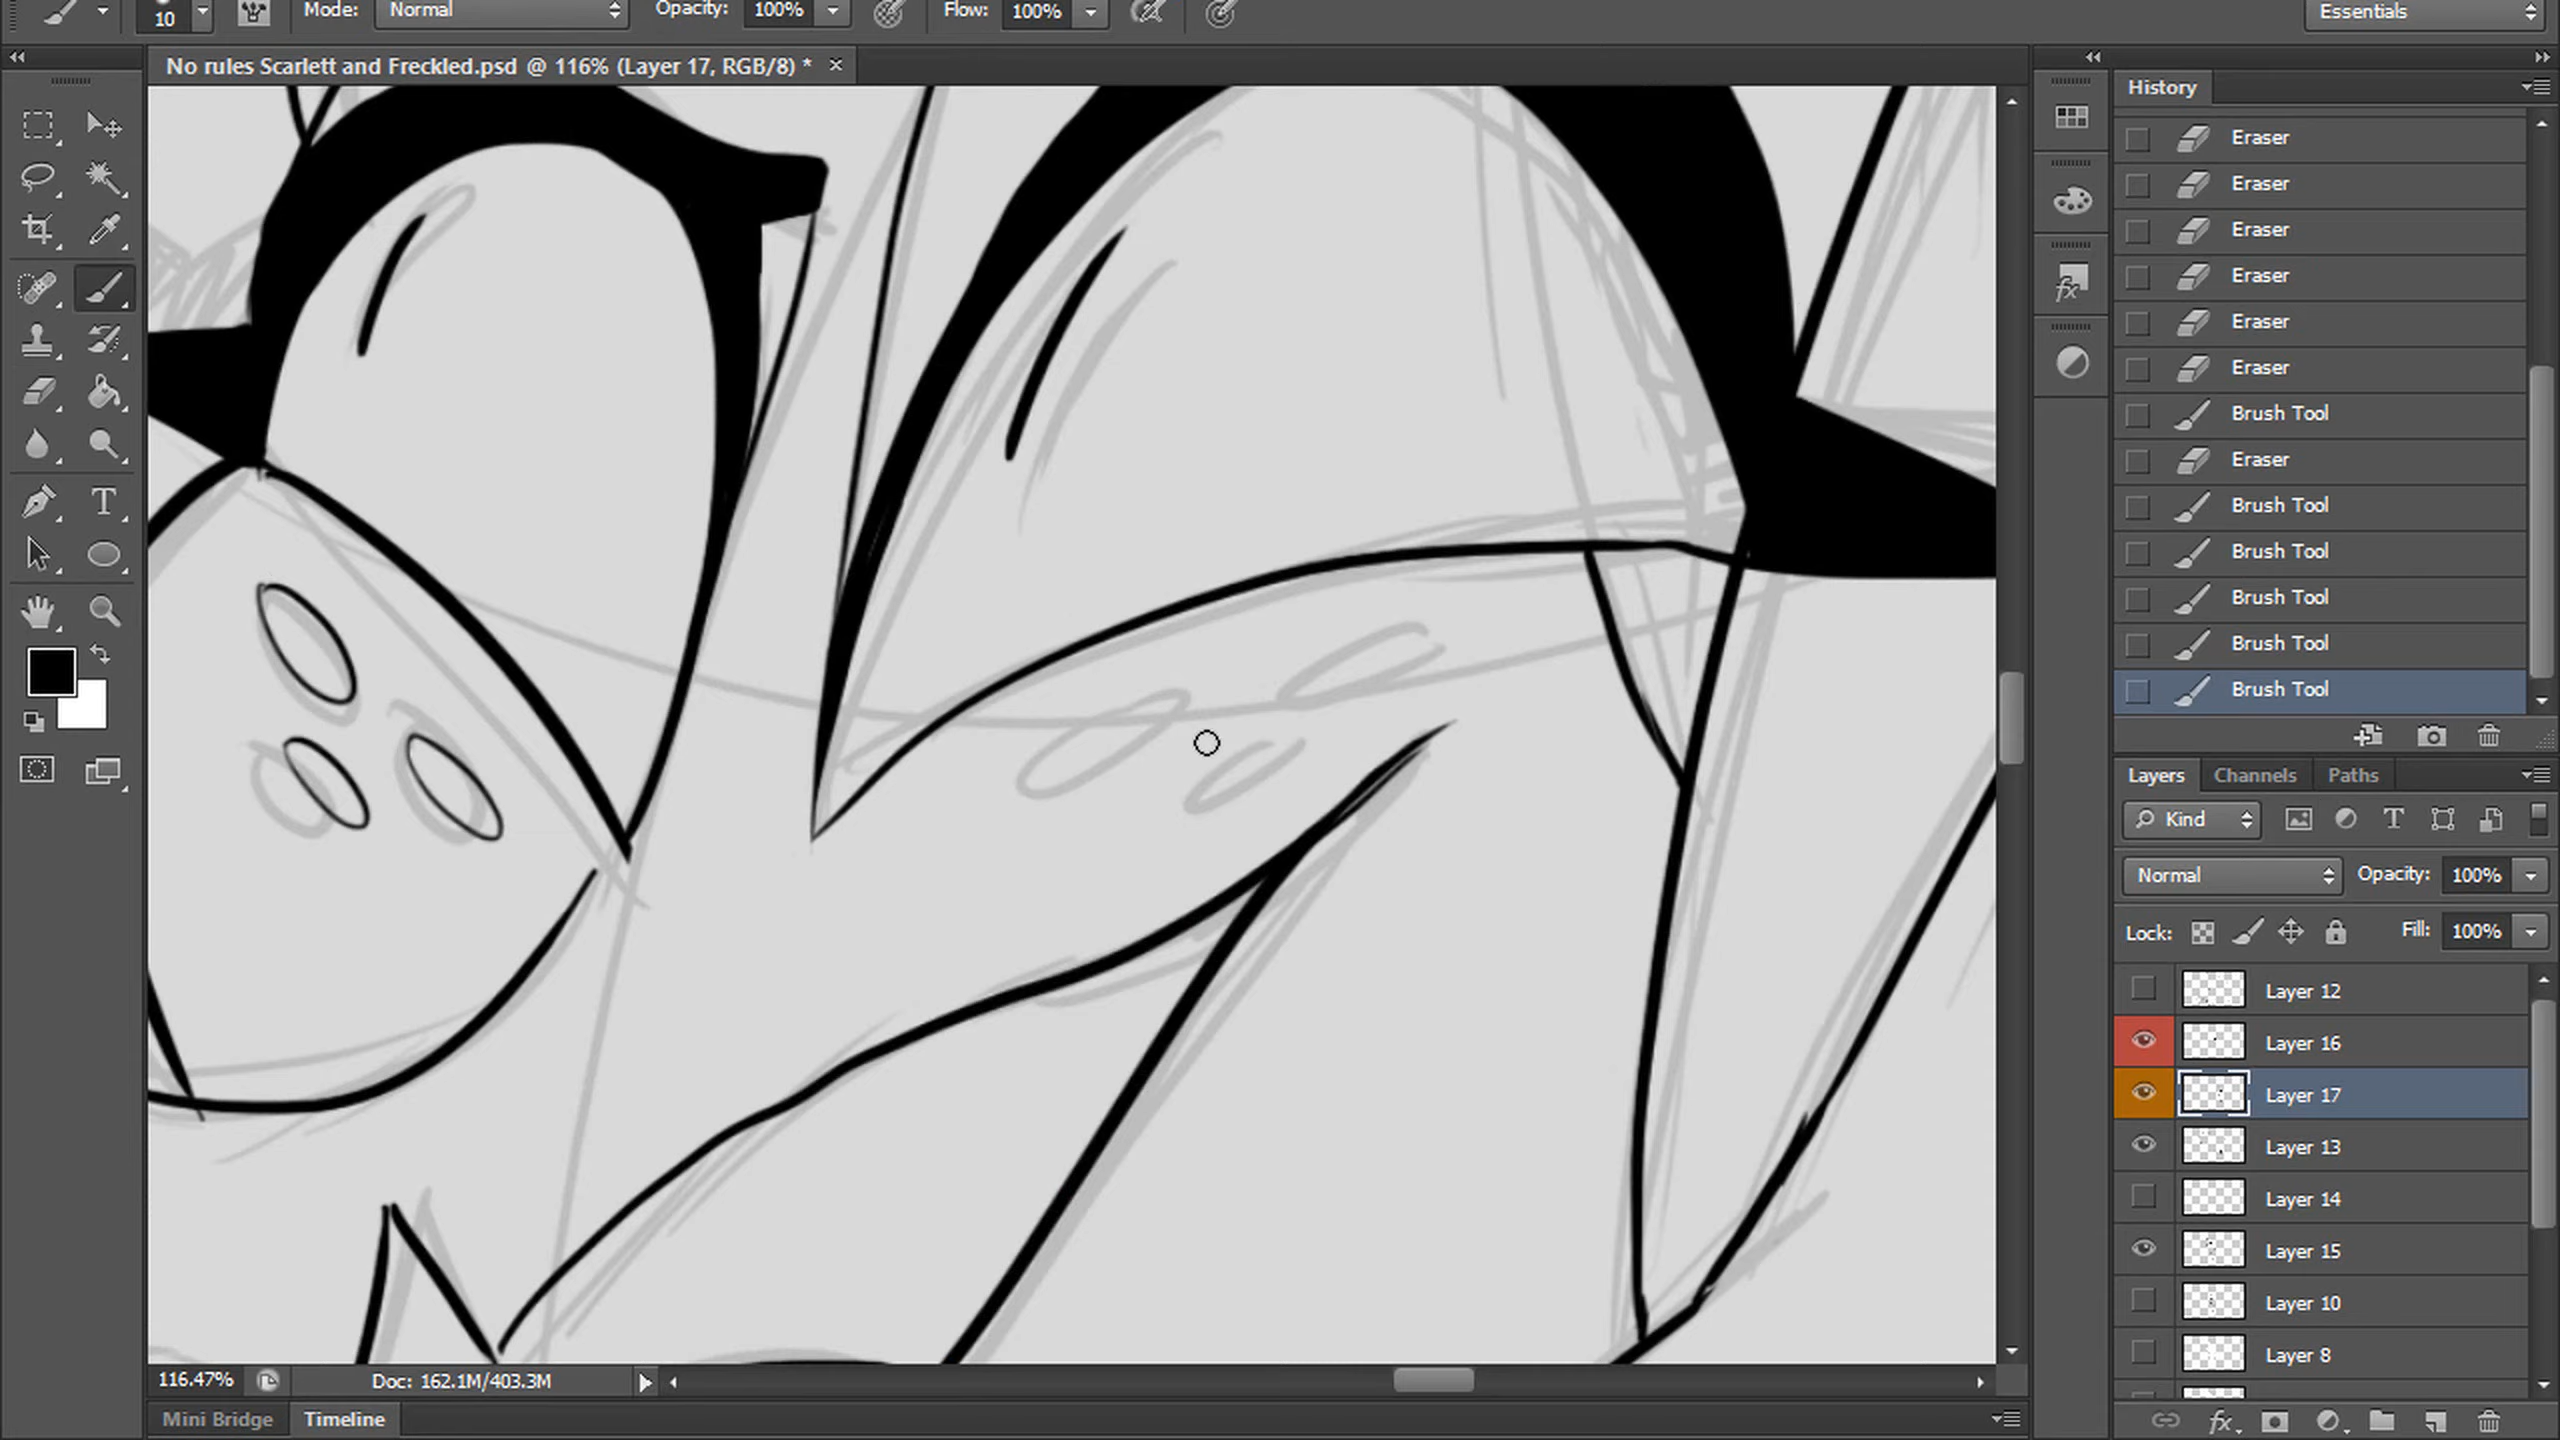 10
Mode:
Normal
Opacity:
100%
Flow:
100%
Essentials
No rules Scarlett and Freckled.psd @ 116% (Layer 17, RGB/8) *
History
Eraser
Eraser
Eraser
Eraser
Eraser
Eraser
Brush Tool
Eraser
Brush Tool
Brush Tool
Brush Tool
Brush Tool
Brush Tool
Layers
Channels
Paths
Kind
Normal
Opacity:
100%
Lock:
Fill:
100%
Layer 12
Layer 16
Layer 17
Layer 13
Layer 14
Layer 15
Layer 10
Layer 8
116.47%
Doc: 162.1M/403.3M
Mini Bridge
Timeline